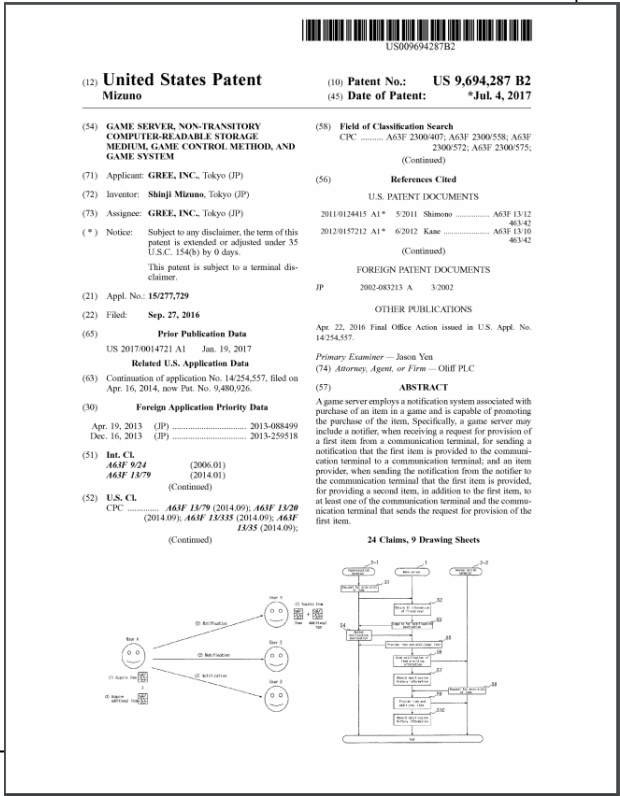 US009694287B2
(12) United States Patent
Mizuno
(10) Patent No.: US 9,694,287 B2
(45) Date of Patent: *Jul. 4, 2017
(54) GAME SERVER, NON-TRANSITORY
COMPUTER-READABLE STORAGE
MEDIUM, GAME CONTROL METHOD, AND
GAME SYSTEM
(71) Applicant: GREE, INC., Tokyo (JP)
(72) Inventor: Shinji Mizuno, Tokyo (JP)
(73) Assignee: GREE, INC., Tokyo (JP)
( * ) Notice: Subject to any disclaimer, the term of this
patent is extended or adjusted under 35
U.S.C. 154(b) by 0 days.
This patent is subject to a terminal dis-
claimer.
(21) Appl. No.: 15/277,729
(22) Filed: Sep. 27, 2016
(65) Prior Publication Data
US 2017/0014721 A1 Jan. 19, 2017
Related U.S. Application Data
(63) Continuation of application No. 14/254,557, filed on
Apr. 16, 2014, now Pat. No. 9,480,926.
(30) Foreign Application Priority Data
Apr. 19, 2013 (JP) ................................. 2013-088499
Dec. 16, 2013 (JP) ................................. 2013-259518
(51) Int. Cl.
A63F 9/24 (2006.01)
A63F 13/79 (2014.01)
(Continued)
(52) U.S. Cl.
CPC .............. A63F 13/79 (2014.09); A63F 13/20
(2014.09); A63F 13/335 (2014.09); A63F
13/35 (2014.09);
(Continued)
(58) Field of Classification Search
CPC .......... A63F 2300/407; A63F 2300/558; A63F
2300/572; A63F 2300/575;
(Continued)
(56) References Cited
U.S. PATENT DOCUMENTS
2011/0124415 A1* 5/2011 Shimono ............... A63F 13/12
463/42
2012/0157212 A1* 6/2012 Kane ..................... A63F 13/10
463/42
(Continued)
FOREIGN PATENT DOCUMENTS
JP 2002-083213 A 3/2002
OTHER PUBLICATIONS
Apr. 22, 2016 Final Office Action issued in U.S. Appl. No.
14/254,557.
Primary Examiner — Jason Yen
(74) Attorney, Agent, or Firm — Oliff PLC
(57) ABSTRACT
A game server employs a notification system associated with
purchase of an item in a game and is capable of promoting
the purchase of the item, Specifically, a game server may
include a notifier, when receiving a request for provision of
a first item from a communication terminal, for sending a
notification that the first item is provided to the communi-
cation terminal to a communication terminal; and an item
provider, when sending the notification from the notifier to
the communication terminal that the first item is provided,
for providing a second item, in addition to the first item, to
at least one of the communication terminal and the commu-
nication terminal that sends the request for provision of the
first item.
24 Claims, 9 Drawing Sheets
Notification
Notification
Notification
Acquire item
Acquire
additional item
Acquire item
S1
S2
S3
S4
S5
S6
S7
S8
S9
S10